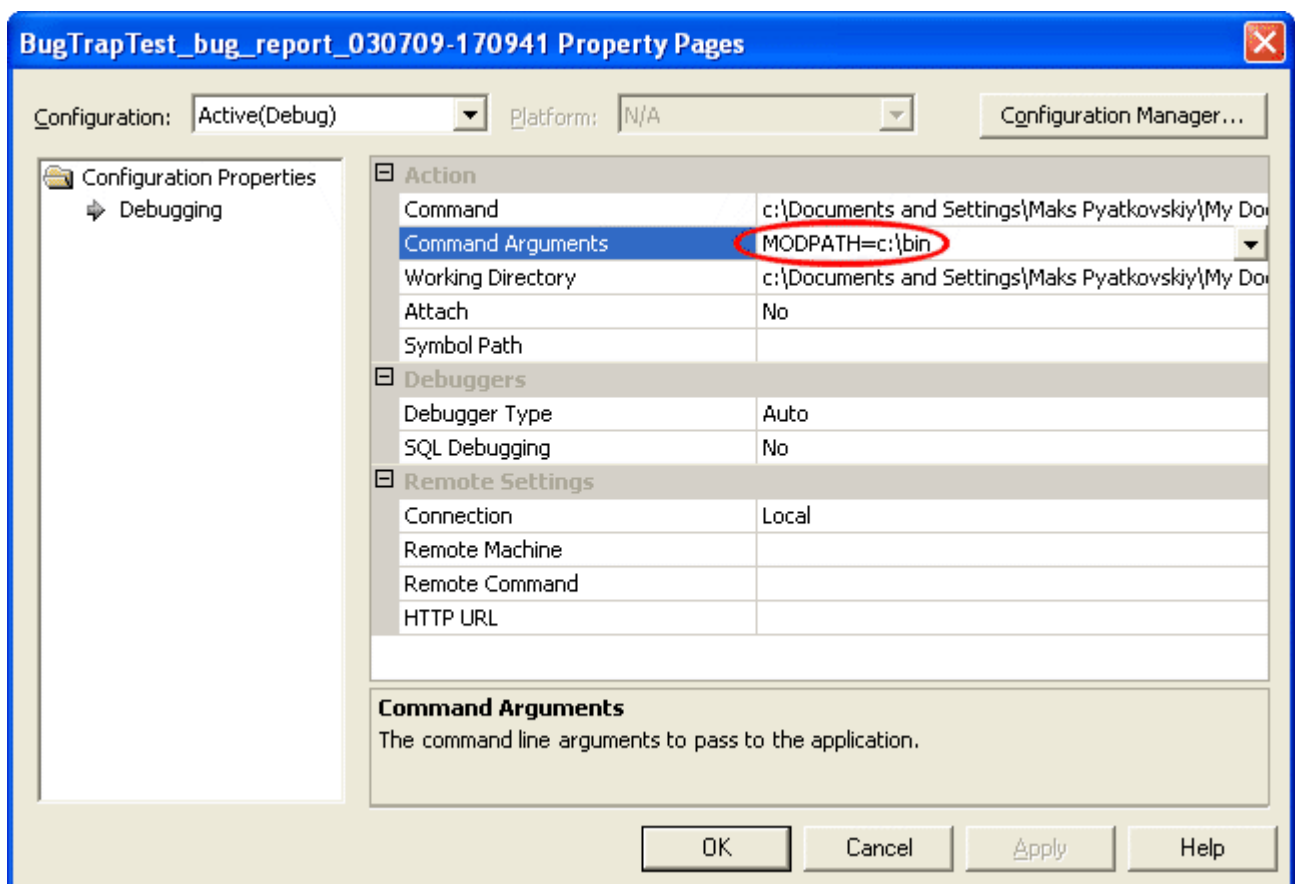 BugTrapTest_bug_report_030709-170941 Property Pages
Configuration: Active(Debug) Platform: N/A Configuration Manager...
Configuration Properties
Debugging
Action
Command c:\Documents and Settings\Maks Pyatkovskiy\My Do
Command Arguments MODPATH=c:\bin
Working Directory c:\Documents and Settings\Maks Pyatkovskiy\My Do
Attach No
Symbol Path
Debuggers
Debugger Type Auto
SQL Debugging No
Remote Settings
Connection Local
Remote Machine
Remote Command
HTTP URL
Command Arguments
The command line arguments to pass to the application.
OK Cancel Apply Help